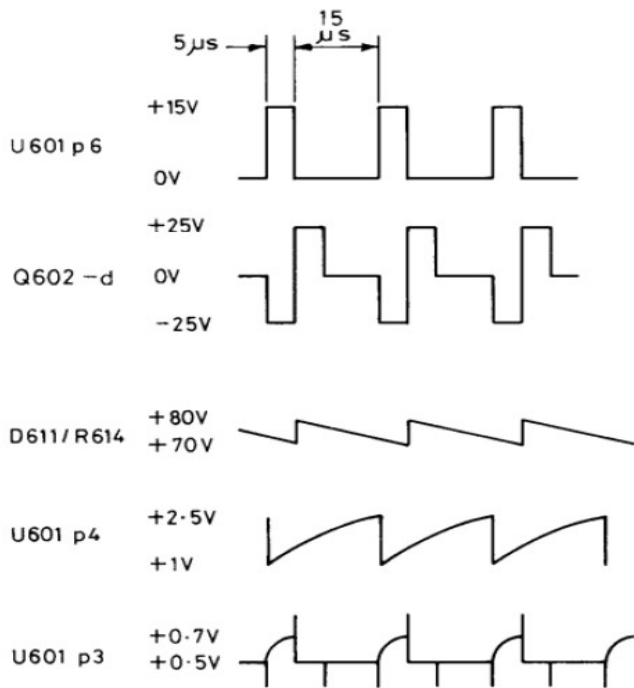 15
5μs
μs
+15V
U601 p6
0V
+25V
Q602 -d
0V
-25V
+80V
D611/R614
+70V
+2·5V
U601 p4
+1V
+0·7V
U601 p3
+0·5V